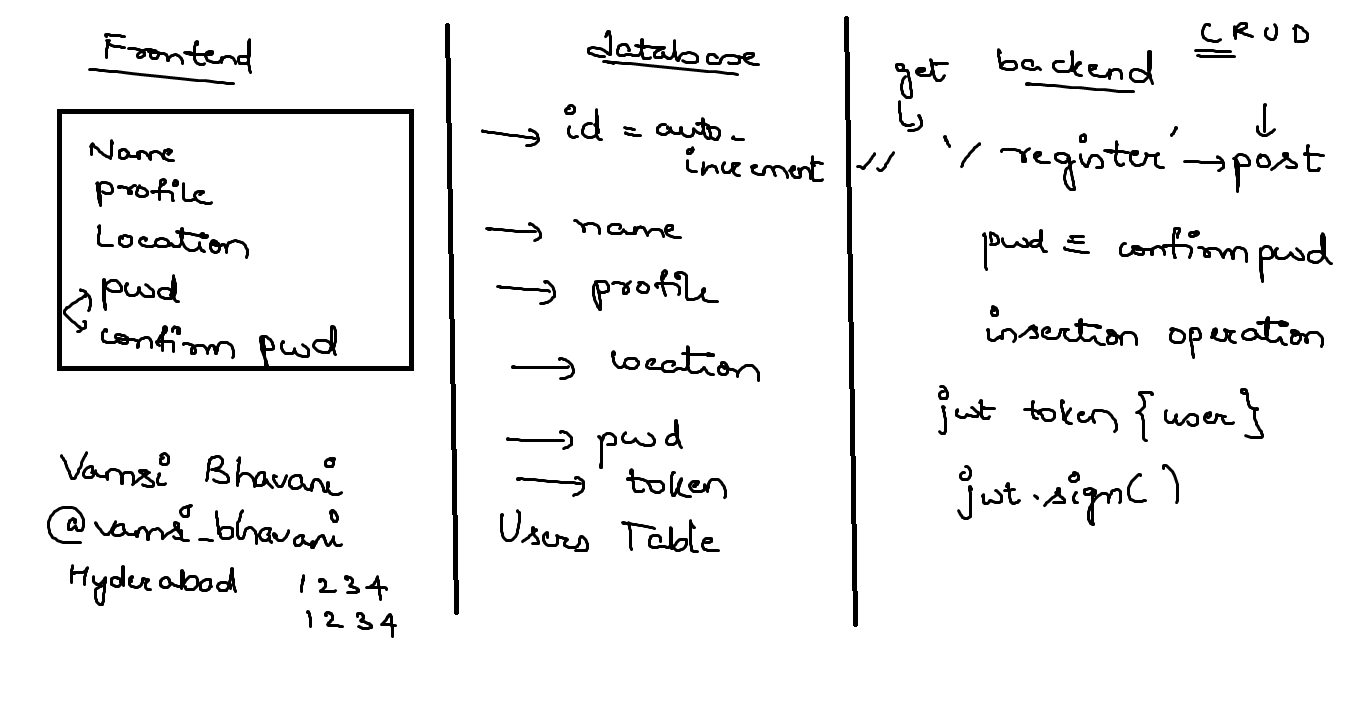 Frontend
Name
profile
Location
pwd
confirm pwd
Vamsi Bhavani
@vamsi_bhavani
Hyderabad 1234
1234
database
→ id = auto-
increment
→ name
→ profile
→ location
→ pwd
→ token
Users Table
CRUD
get backend
// '/register' → post
pwd = confirm pwd
insertion operation
jwt token {user}
jwt.sign()